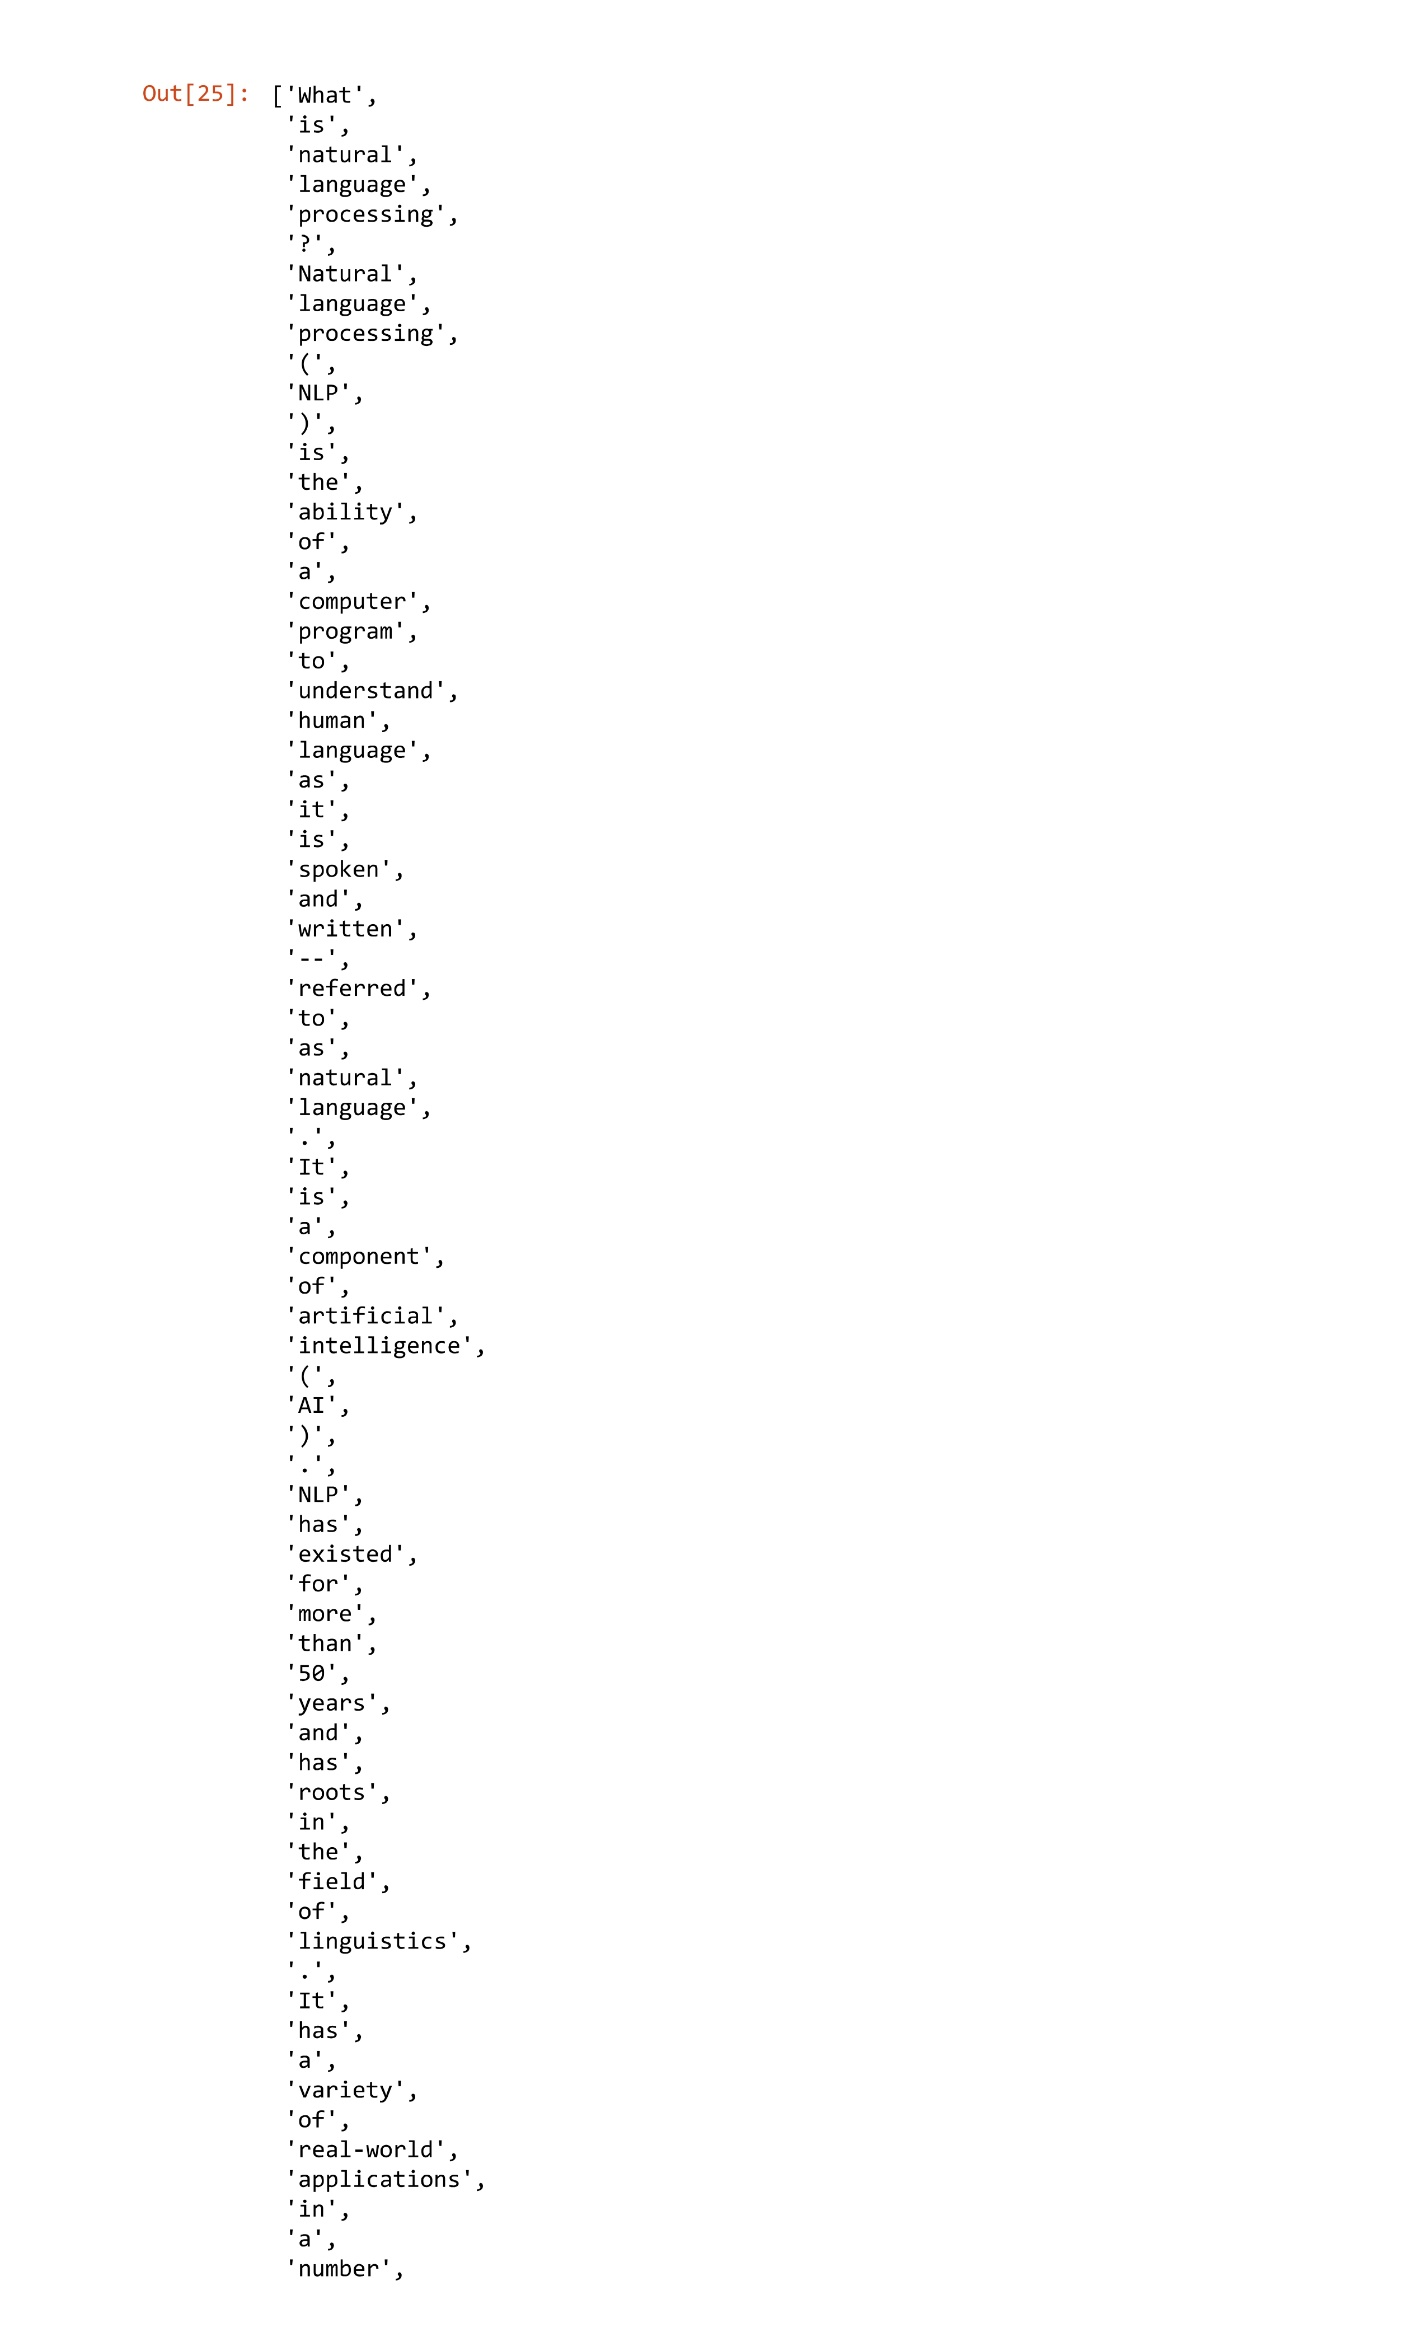 Out[25]: ['What',
'is',
'natural',
'language',
'processing',
'?',
'Natural',
'language',
'processing',
'(',
'NLP',
')',
'is',
'the',
'ability',
'of',
'a',
'computer',
'program',
'to',
'understand',
'human',
'language',
'as',
'it',
'is',
'spoken',
'and',
'written',
'--',
'referred',
'to',
'as',
'natural',
'language',
'.',
'It',
'is',
'a',
'component',
'of',
'artificial',
'intelligence',
'(',
'AI',
')',
'.',
'NLP',
'has',
'existed',
'for',
'more',
'than',
'50',
'years',
'and',
'has',
'roots',
'in',
'the',
'field',
'of',
'linguistics',
'.',
'It',
'has',
'a',
'variety',
'of',
'real-world',
'applications',
'in',
'a',
'number',